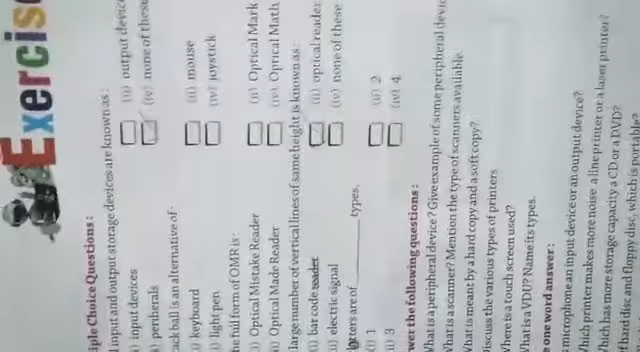 Exercise
iple Choice Questions :
input and output storage devices are known as :
input devices (ii) output device
peritherals (iv) none of these
ack ball is an alternative of
keyboard (ii) mouse
light pen (iv) joystick
he full form of OMR is:
Optical Mistake Reader (ii) Optical Mark
Optical Made Reader (iv) Optical Math
large number of vertical lines of same height is known as :
bar code reader (ii) optical reader
electric signal (iv) none of these
are of ________ types.
(i) 1 (ii) 2
3 (iv) 4
wer the following questions :
What is a peripheral device ? Give example of some peripheral devic
What is a scanner? Mention the type of scanners available.
What is meant by a hard copy and a soft copy?
iscuss the various types of printers
Where is a touch screen used?
What is a VDU? Name its types.
one word answer :
microphone an input device or an output device?
hich printer makes more noise a line printer or a laser printer?
hich has more storage capacity a CD or a DVD?
f hard disc and floppy disc, which is portable?